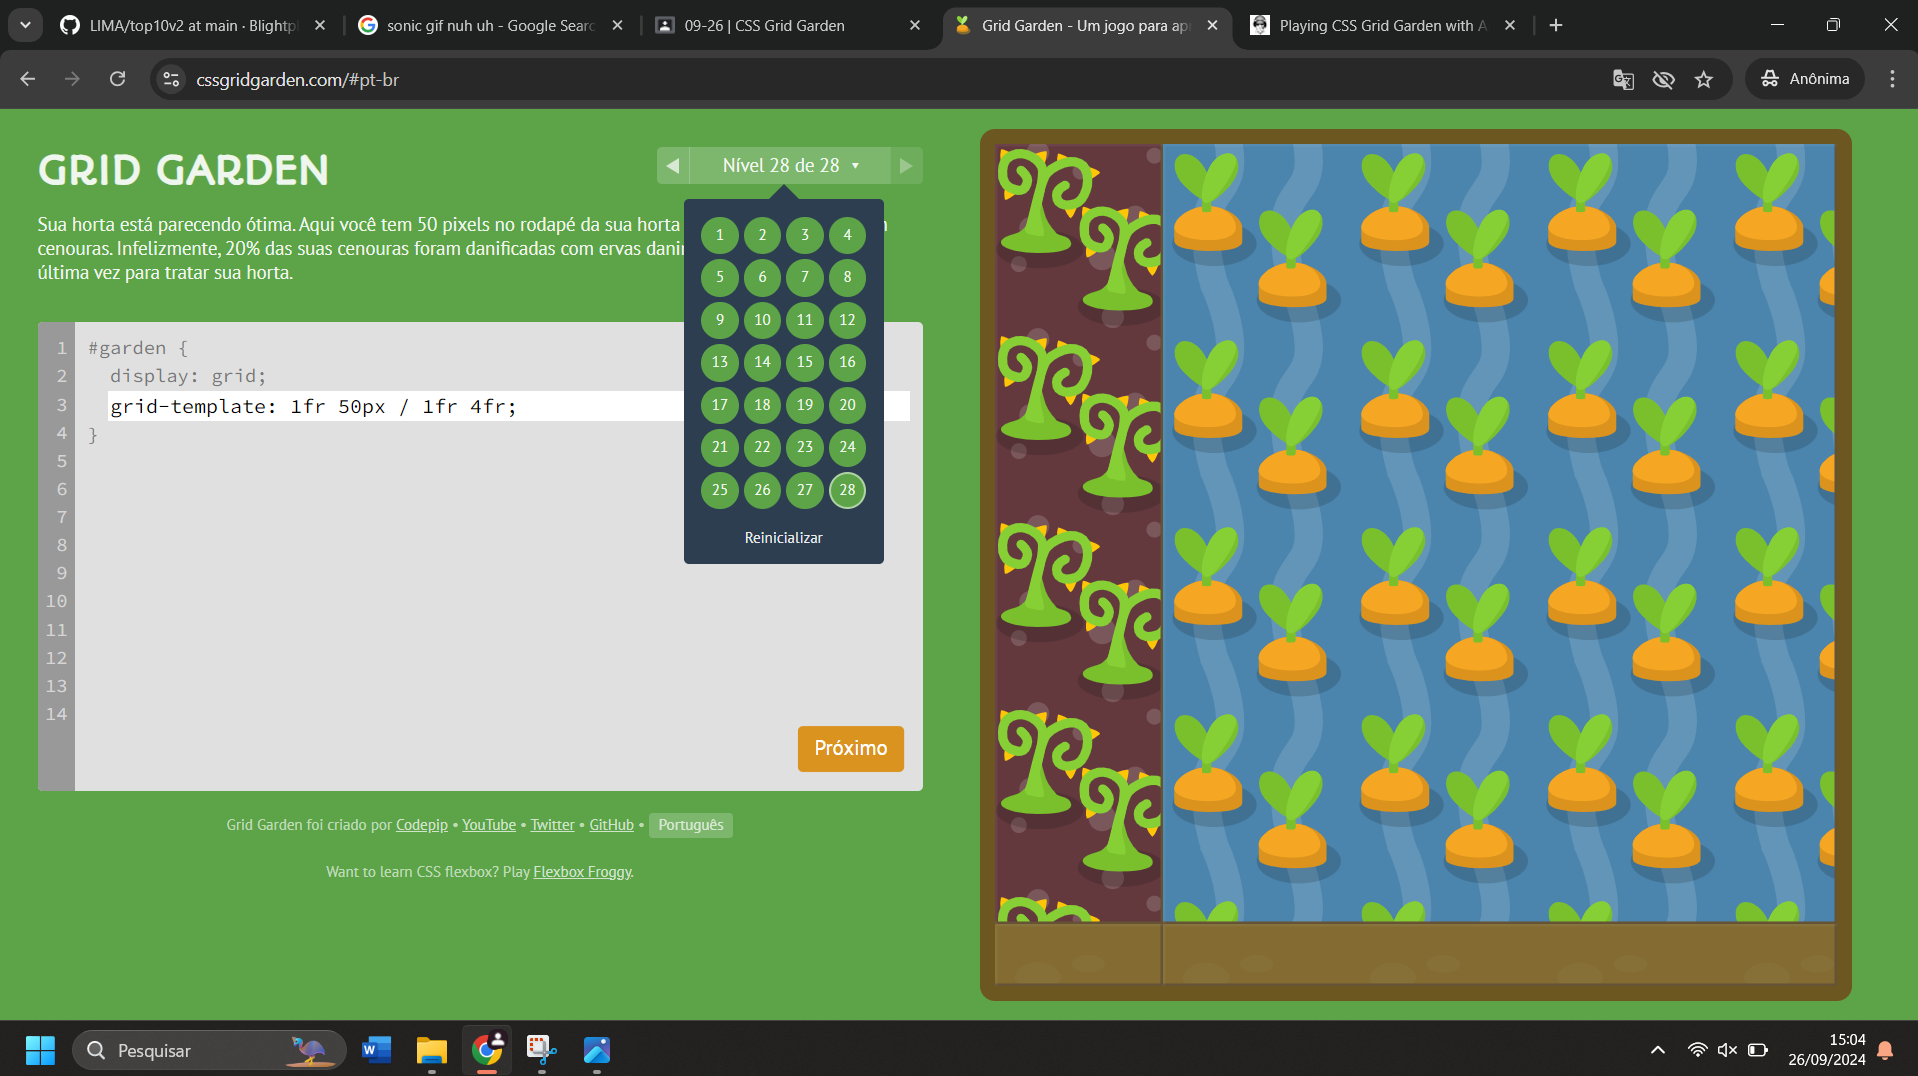 LIMA/top10v2 at main · Blightp
sonic gif nuh uh - Google Searc
09-26 | CSS Grid Garden
Grid Garden - Um jogo para ap
Playing CSS Grid Garden with A
cssgridgarden.com/#pt-br
Anônima
GRID GARDEN
Nível 28 de 28
Sua horta está parecendo ótima. Aqui você tem 50 pixels no rodapé da sua horta
cenouras. Infelizmente, 20% das suas cenouras foram danificadas com ervas danin
última vez para tratar sua horta.
1 2 3 4
5 6 7 8
9 10 11 12
13 14 15 16
17 18 19 20
21 22 23 24
25 26 27 28
Reinicializar
1 #garden {
2 display: grid;
3 grid-template: 1fr 50px / 1fr 4fr;
4 }
5
6
7
8
9
10
11
12
13
14
Próximo
Grid Garden foi criado por Codepip • YouTube • Twitter • GitHub • Português
Want to learn CSS flexbox? Play Flexbox Froggy.
Pesquisar
15:04
26/09/2024